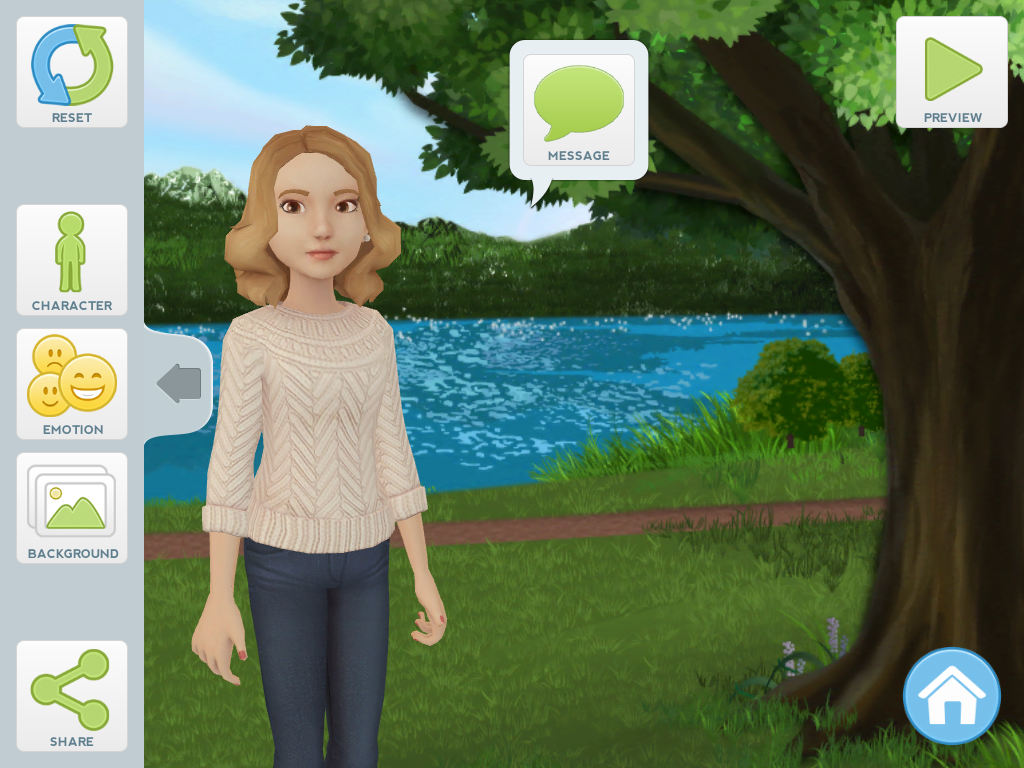 RESET
CHARACTER
EMOTION
BACKGROUND
SHARE
MESSAGE
PREVIEW